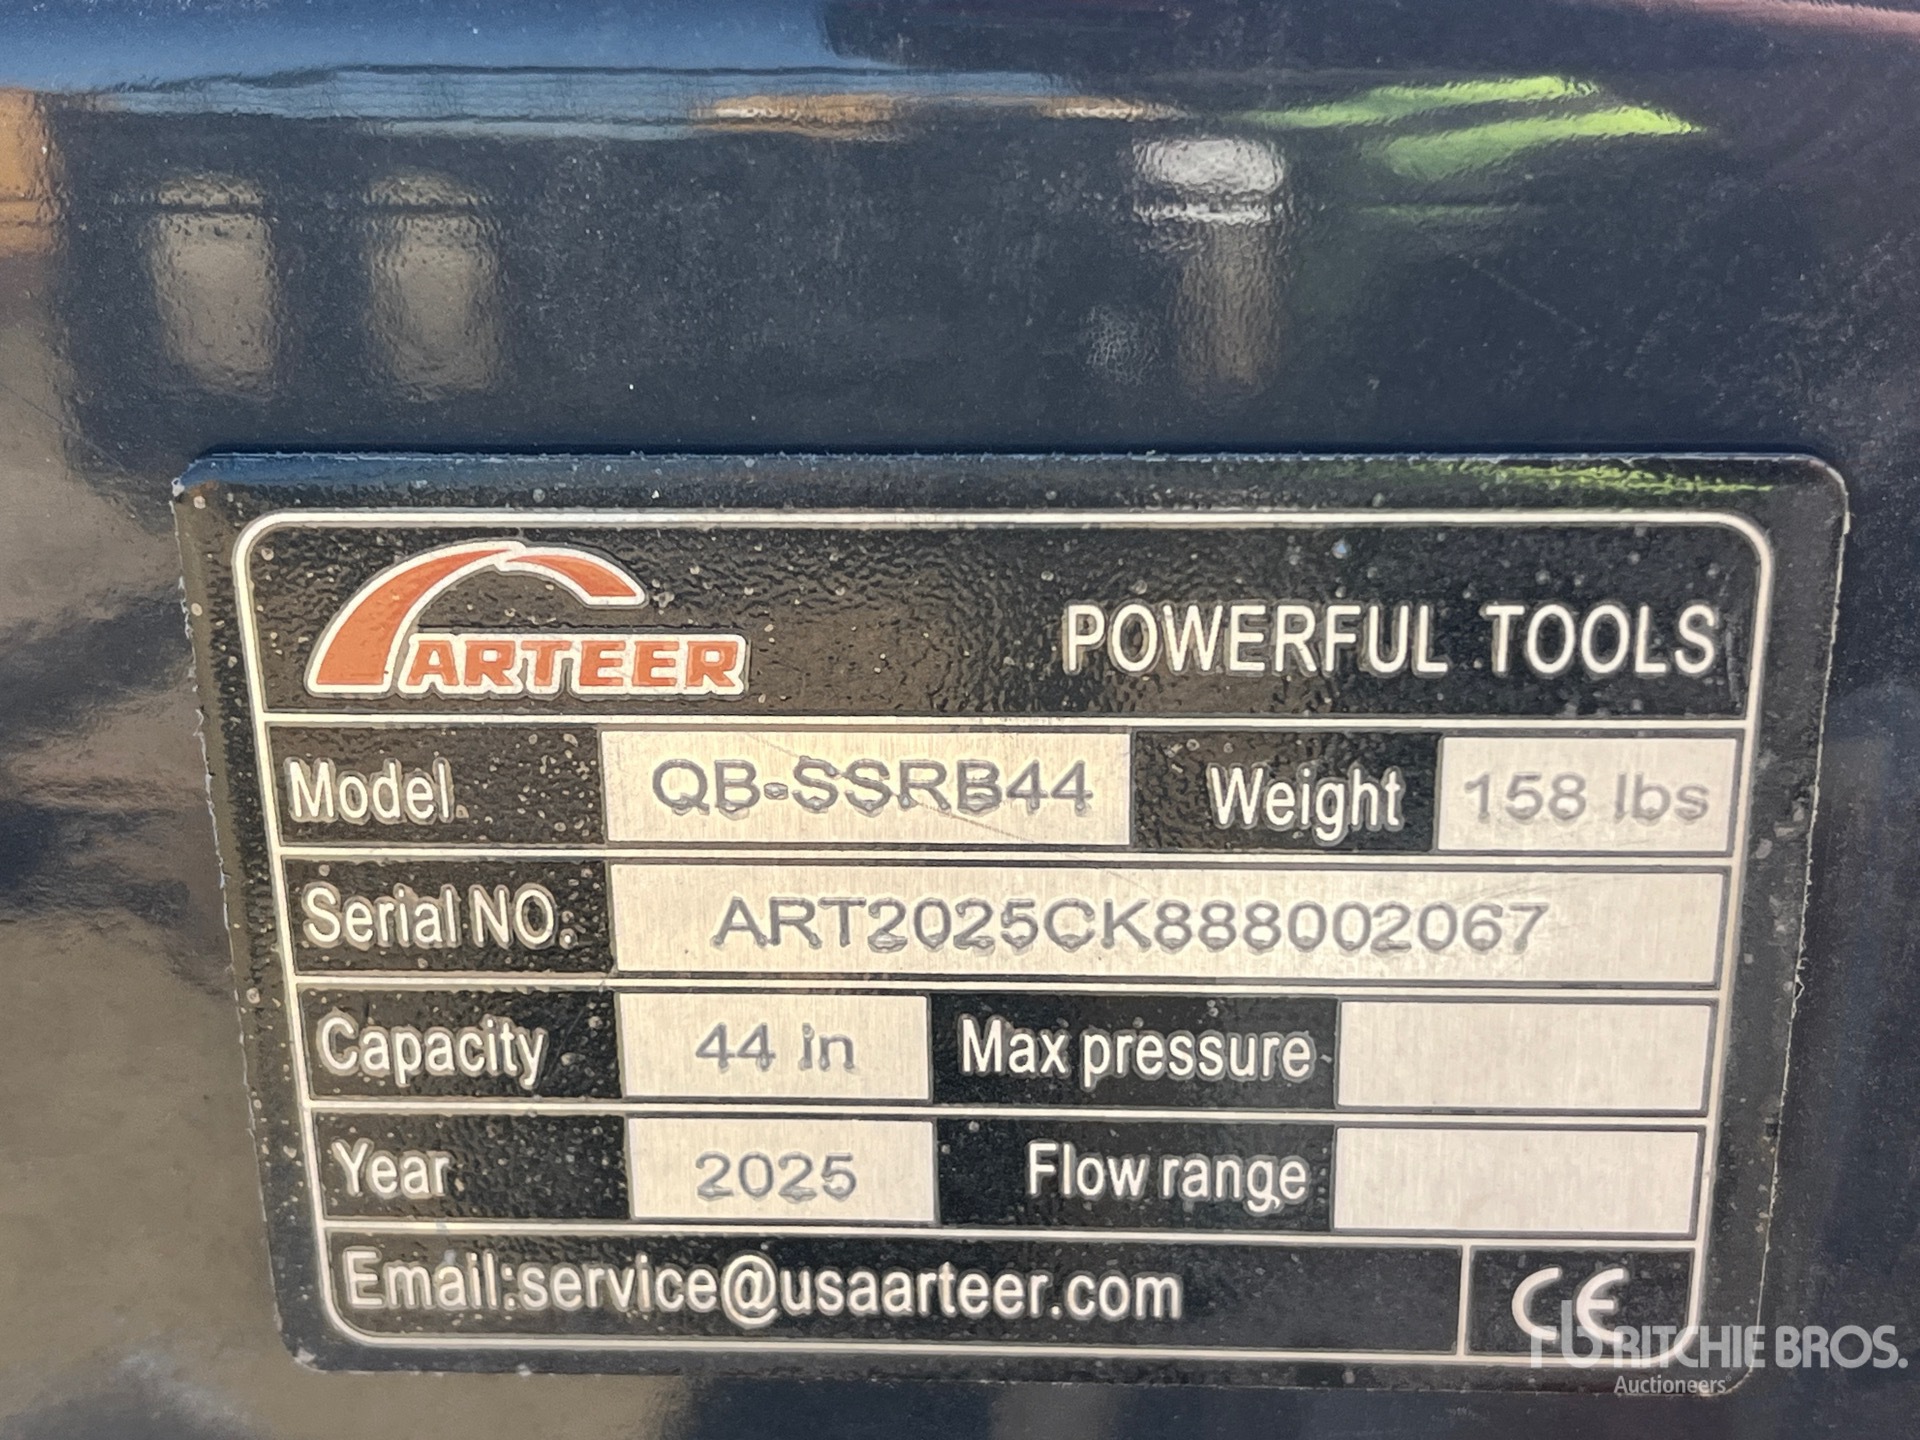 ARTEER POWERFUL TOOLS
Model QB-SSRB44 Weight 158 lbs
Serial NO. ART2025CK888002067
Capacity 44 in Max pressure
Year 2025 Flow range
Email:service@usaarteer.com CE
rb RITCHIE BROS.
Auctioneers